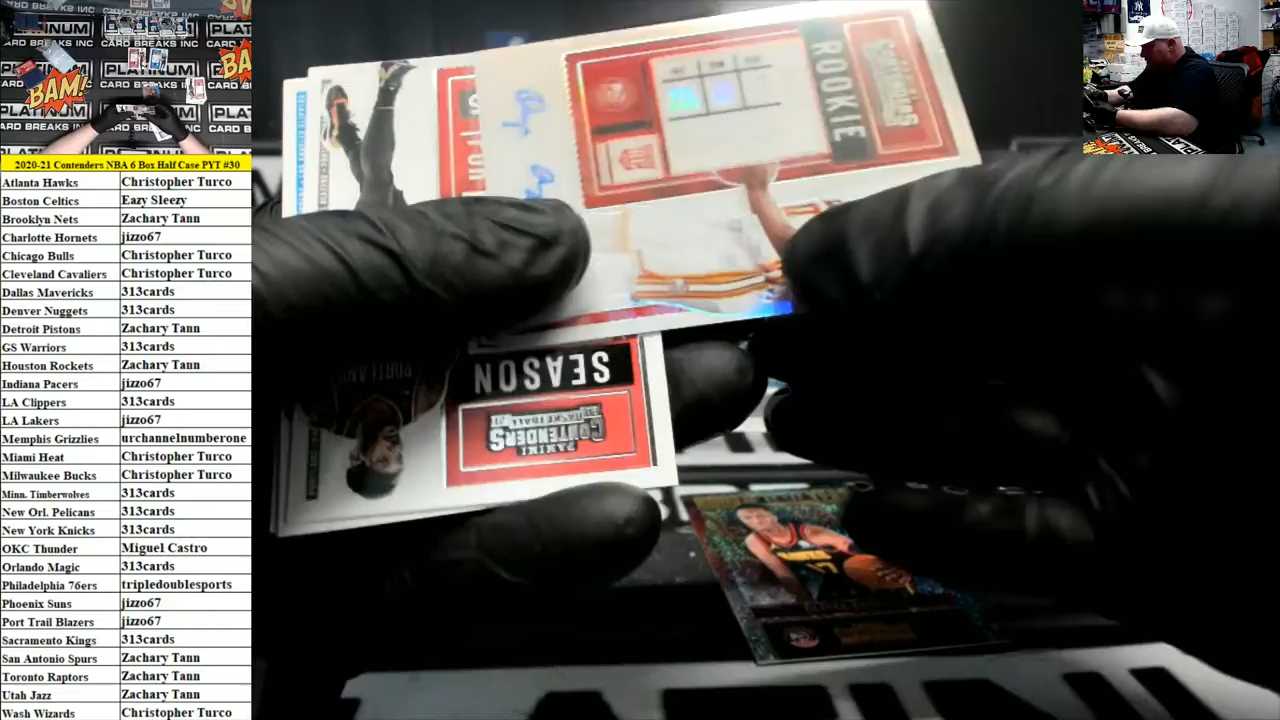 PLATINUM
CARD BREAKS INC
BAM!
2020-21 Contenders NBA 6 Box Half Case PYT #30
Atlanta Hawks Christopher Turco
Boston Celtics Eazy Sleezy
Brooklyn Nets Zachary Tann
Charlotte Hornets jizzo67
Chicago Bulls Christopher Turco
Cleveland Cavaliers Christopher Turco
Dallas Mavericks 313cards
Denver Nuggets 313cards
Detroit Pistons Zachary Tann
GS Warriors 313cards
Houston Rockets Zachary Tann
Indiana Pacers jizzo67
LA Clippers 313cards
LA Lakers jizzo67
Memphis Grizzlies urchannelnumberone
Miami Heat Christopher Turco
Milwaukee Bucks Christopher Turco
Minn. Timberwolves 313cards
New Orl. Pelicans 313cards
New York Knicks 313cards
OKC Thunder Miguel Castro
Orlando Magic 313cards
Philadelphia 76ers tripledoublesports
Phoenix Suns jizzo67
Port Trail Blazers jizzo67
Sacramento Kings 313cards
San Antonio Spurs Zachary Tann
Toronto Raptors Zachary Tann
Utah Jazz Zachary Tann
Wash Wizards Christopher Turco
ROOKIE
SEASON
PANINI
CONTENDERS
BASKETBALL